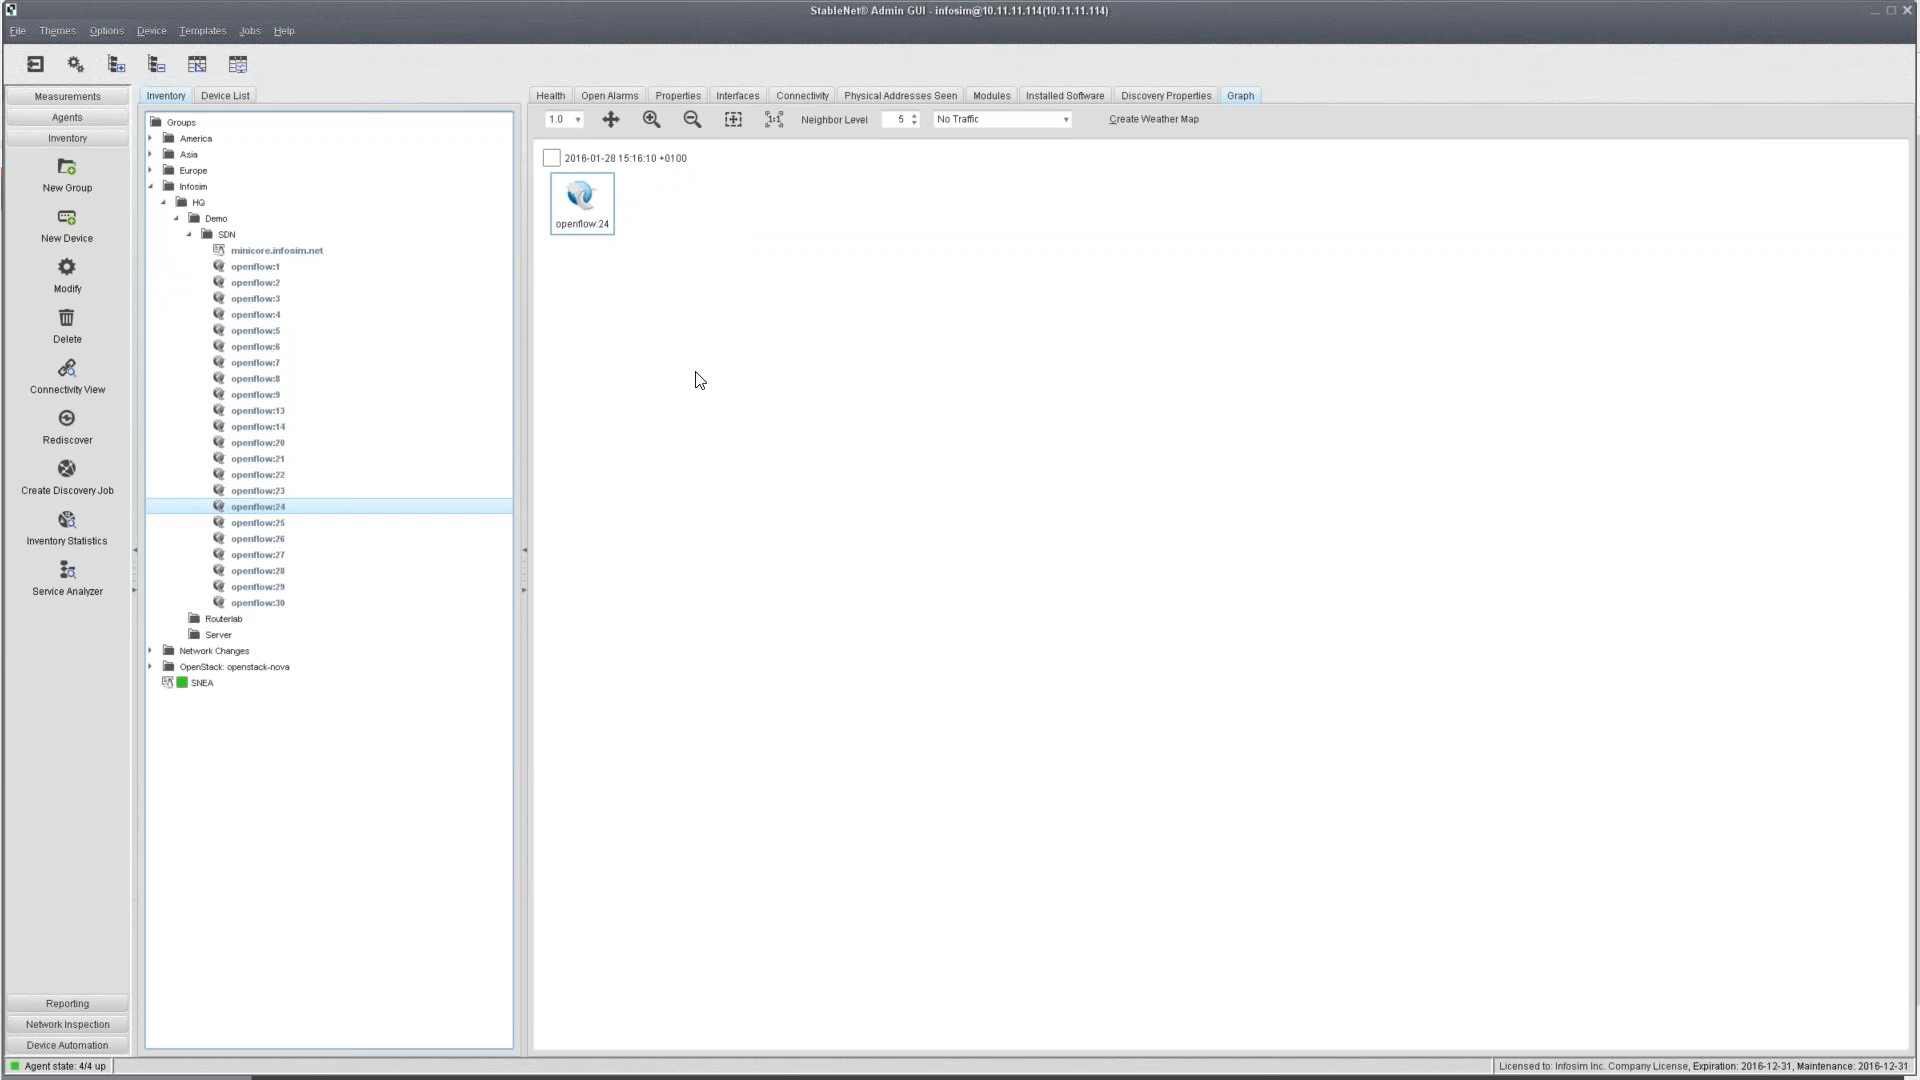 StableNet® Admin GUI - infosim@10.11.11.114(10.11.11.114)
File Themes Options Device Templates Jobs Help
Measurements
Agents
Inventory
New Group
New Device
Modify
Delete
Connectivity View
Rediscover
Create Discovery Job
Inventory Statistics
Service Analyzer
Reporting
Network Inspection
Device Automation
Inventory Device List
Groups
America
Asia
Europe
Infosim
HQ
Demo
SDN
minicore.infosim.net
openflow:1
openflow:2
openflow:3
openflow:4
openflow:5
openflow:6
openflow:7
openflow:8
openflow:9
openflow:13
openflow:14
openflow:20
openflow:21
openflow:22
openflow:23
openflow:24
openflow:25
openflow:26
openflow:27
openflow:28
openflow:29
openflow:30
Routerlab
Server
Network Changes
OpenStack: openstack-nova
SNEA
Health Open Alarms Properties Interfaces Connectivity Physical Addresses Seen Modules Installed Software Discovery Properties Graph
1.0 1:1 Neighbor Level 5 No Traffic Create Weather Map
2016-01-28 15:16:10 +0100
openflow:24
Agent state: 4/4 up
Licensed to: Infosim Inc. Company License, Expiration: 2016-12-31, Maintenance: 2016-12-31